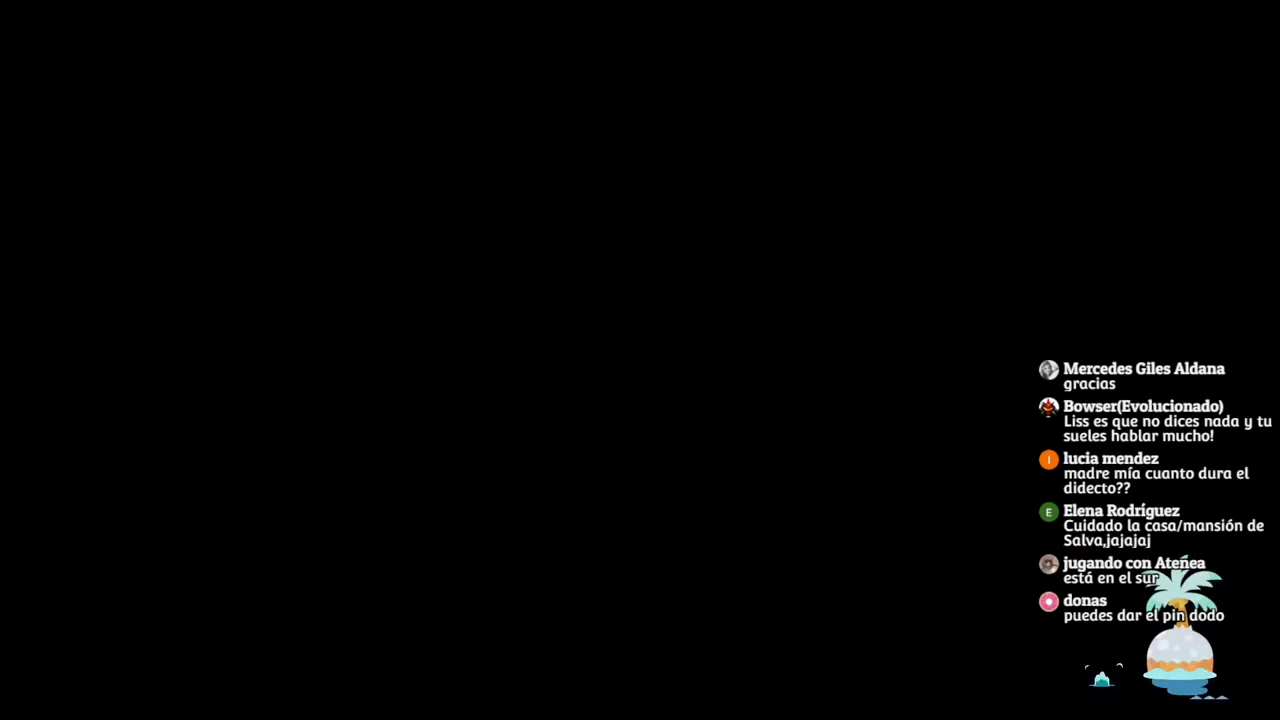 Mercedes Giles Aldana
gracias
Bowser(Evolucionado)
Liss es que no dices nada y tu
sueles hablar mucho!
lucia mendez
madre mía cuanto dura el
didecto??
Elena Rodríguez
Cuidado la casa/mansión de
Salva,jajajaj
jugando con Ateñea
está en el sur
donas
puedes dar el pin dodo